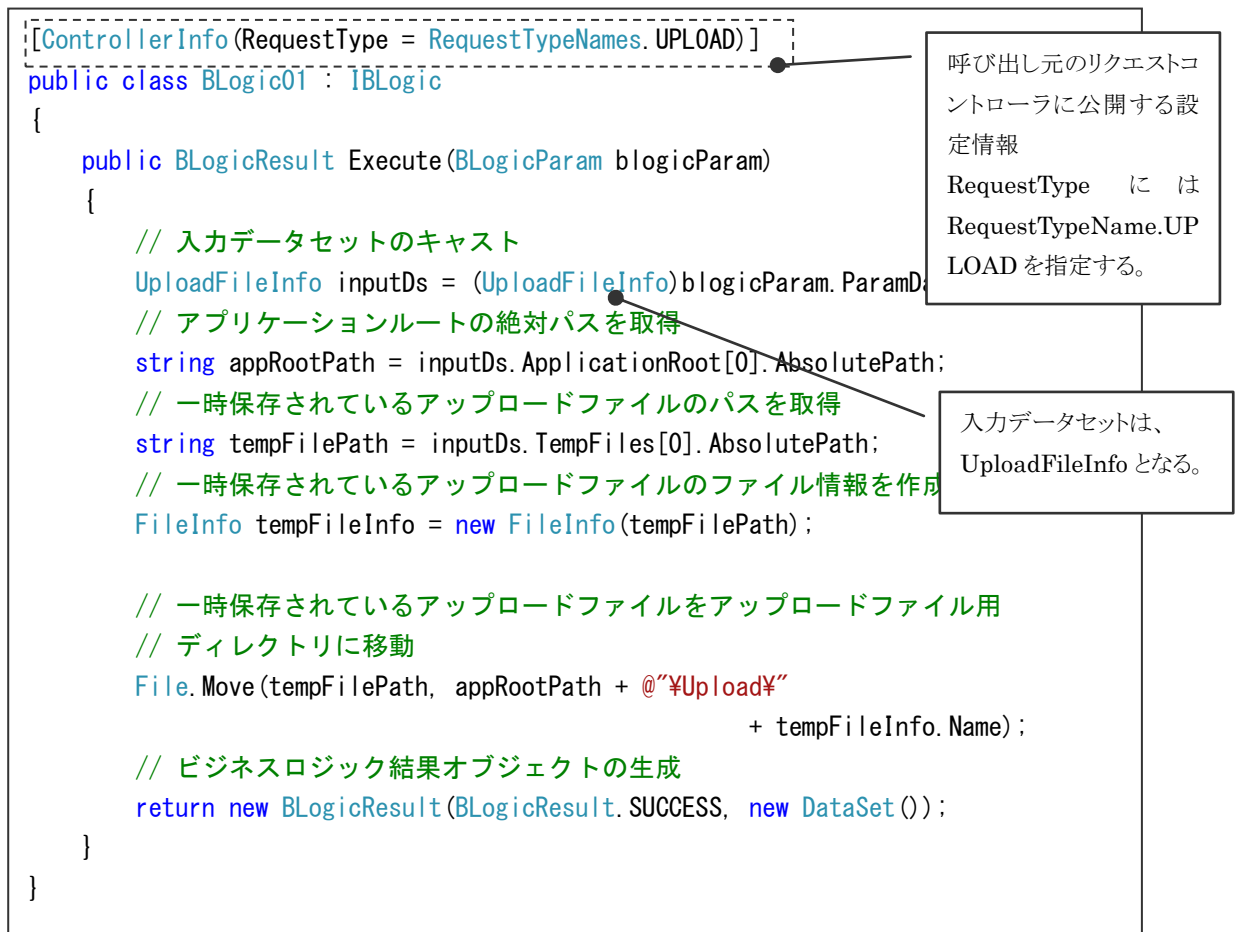 [ControllerInfo(RequestType = RequestTypeNames.UPLOAD)]
public class BLogic01 : IBLogic
{
    public BLogicResult Execute(BLogicParam blogicParam)
    {
        // 入力データセットのキャスト
        UploadFileInfo inputDs = (UploadFileInfo)blogicParam.ParamDa
        // アプリケーションルートの絶対パスを取得
        string appRootPath = inputDs.ApplicationRoot[0].AbsolutePath;
        // 一時保存されているアップロードファイルのパスを取得
        string tempFilePath = inputDs.TempFiles[0].AbsolutePath;
        // 一時保存されているアップロードファイルのファイル情報を作成
        FileInfo tempFileInfo = new FileInfo(tempFilePath);
        // 一時保存されているアップロードファイルをアップロードファイル用
        // ディレクトリに移動
        File.Move(tempFilePath, appRootPath + @"¥Upload¥"
                                                + tempFileInfo.Name);
        // ビジネスロジック結果オブジェクトの生成
        return new BLogicResult(BLogicResult.SUCCESS, new DataSet());
    }
}
呼び出し元のリクエストコ
ントローラに公開する設
定情報
RequestType には
RequestTypeName.UP
LOAD を指定する。
入力データセットは、
UploadFileInfo となる。